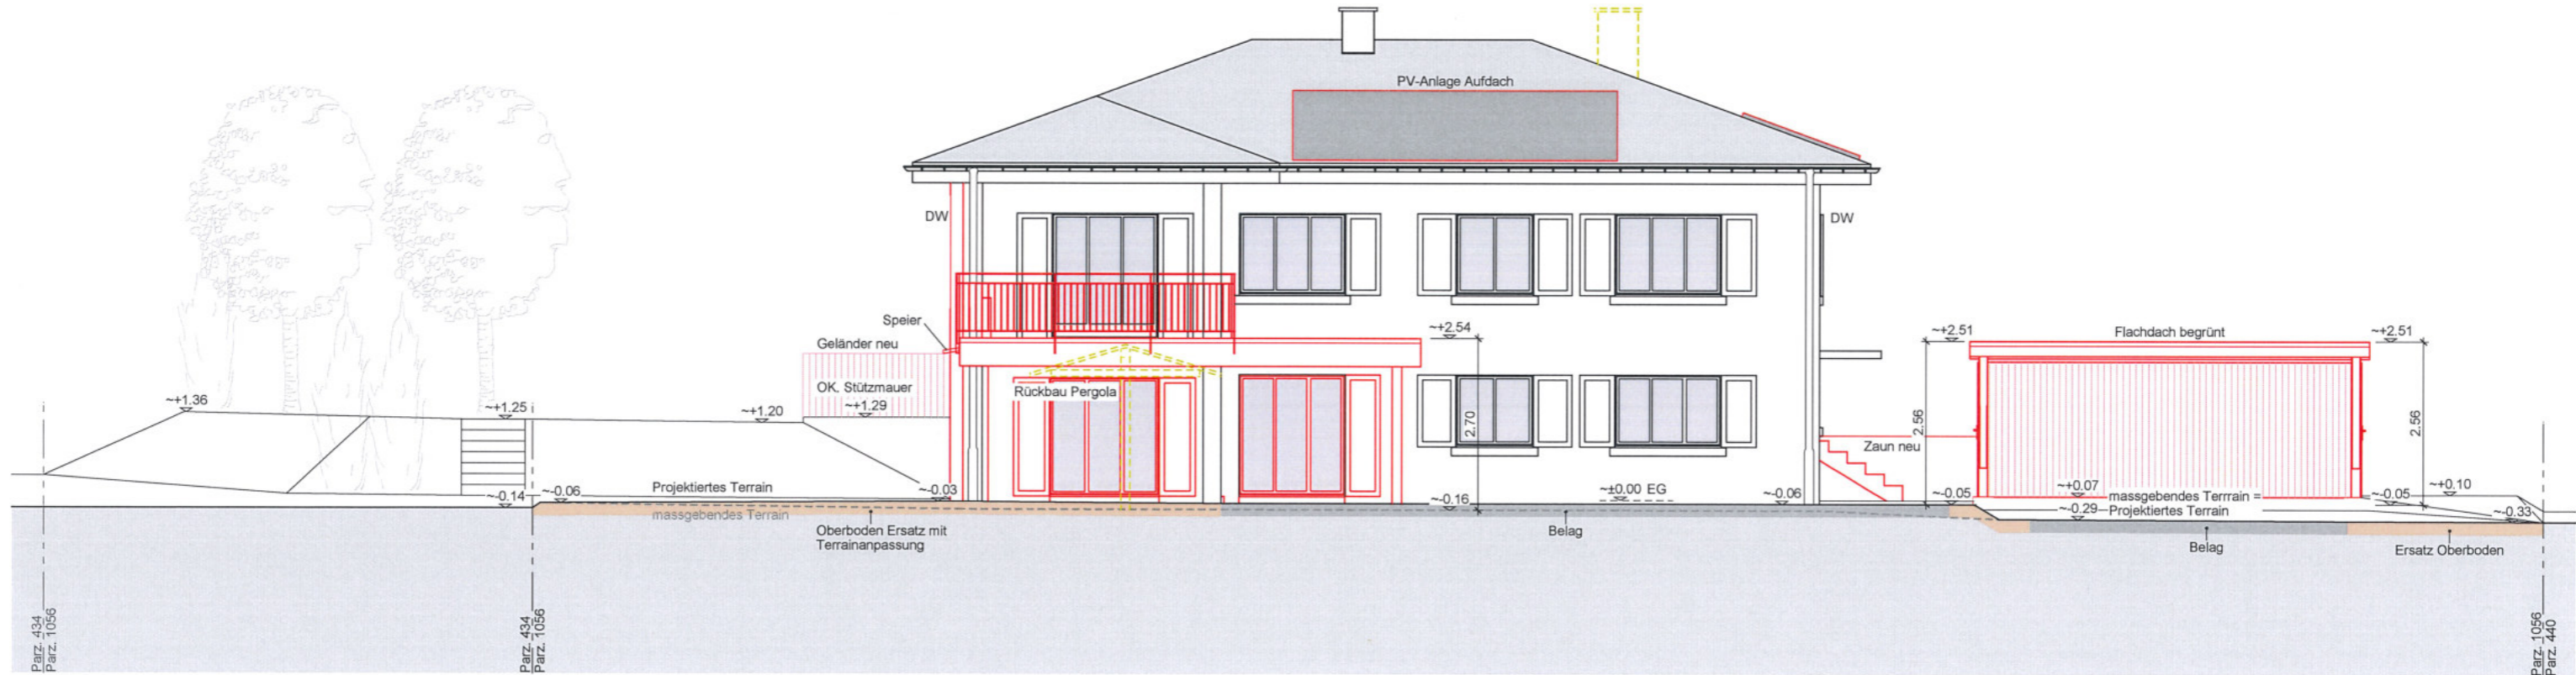 PV-Anlage Aufdach
DW
DW
Speier
Geländer neu
OK. Stützmauer
~+1.29
~+2.54
~+2.51
Flachdach begrünt
~+2.51
Rückbau Pergola
~+1.36
~+1.25
~+1.20
2.70
2.56
2.56
Zaun neu
~-0.14
~-0.06
Projektiertes Terrain
~-0.03
massgebendes Terrain
Oberboden Ersatz mit
Terrainanpassung
~-0.16
~±0.00 EG
~-0.06
Belag
~-0.05
~+0.07
massgebendes Terrrain =
~-0.29
Projektiertes Terrain
~-0.05
~+0.10
~-0.33
Belag
Ersatz Oberboden
Parz. 434
Parz. 1056
Parz. 434
Parz. 1056
Parz. 1056
Parz. 440